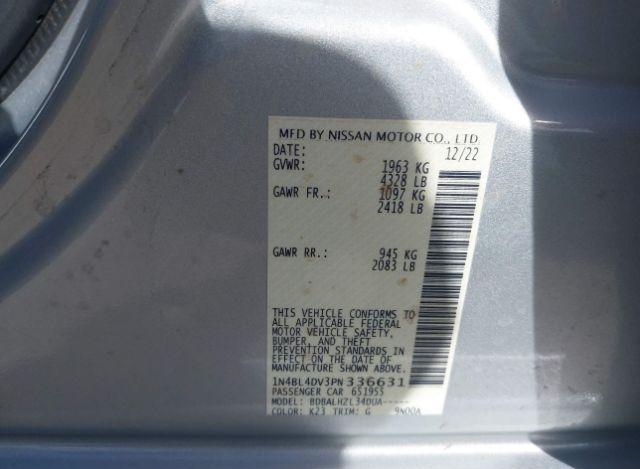 MFD BY NISSAN MOTOR CO., LTD.
DATE: 12/22
GVWR: 1963 KG
4328 LB
GAWR FR.: 1097 KG
2418 LB
GAWR RR.: 945 KG
2083 LB
THIS VEHICLE CONFORMS TO
ALL APPLICABLE FEDERAL
MOTOR VEHICLE SAFETY,
BUMPER, AND THEFT
PREVENTION STANDARDS IN
EFFECT ON THE DATE OF
MANUFACTURE SHOWN ABOVE.
1N4BL4DV3PN336631
PASSENGER CAR 651955
MODEL: BDBALHZL34DUA-----
COLOR: K23 TRIM: G 9N00A